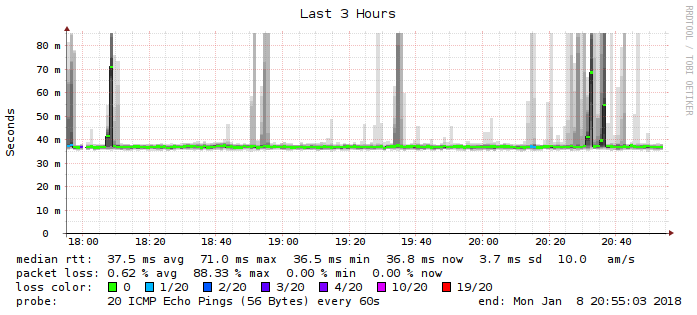 Last 3 Hours
RRDTOOL / TOBI OETIKER
Seconds
80 m
70 m
60 m
50 m
40 m
30 m
20 m
10 m
0
18:00 18:20 18:40 19:00 19:20 19:40 20:00 20:20 20:40
median rtt: 37.5 ms avg 71.0 ms max 36.5 ms min 36.8 ms now 3.7 ms sd 10.0 am/s
packet loss: 0.62 % avg 88.33 % max 0.00 % min 0.00 % now
loss color: 0 1/20 2/20 3/20 4/20 10/20 19/20
probe: 20 ICMP Echo Pings (56 Bytes) every 60s end: Mon Jan 8 20:55:03 2018